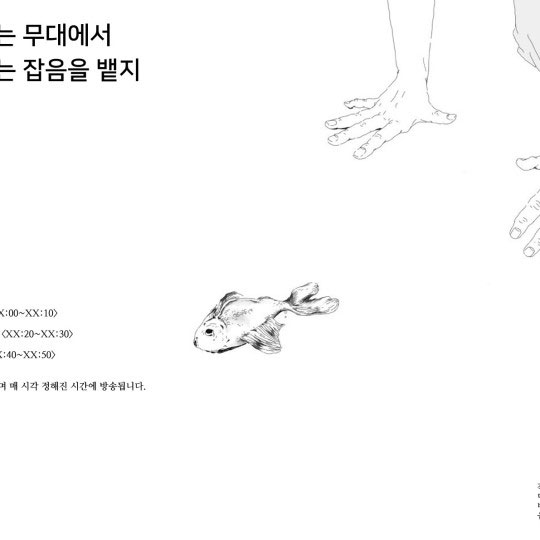 는 무대에서
는 잡음을 뱉지
X:00~XX:10>
<XX:20~XX:30>
X:40~XX:50>
며 매 시각 정해진 시간에 방송됩니다.